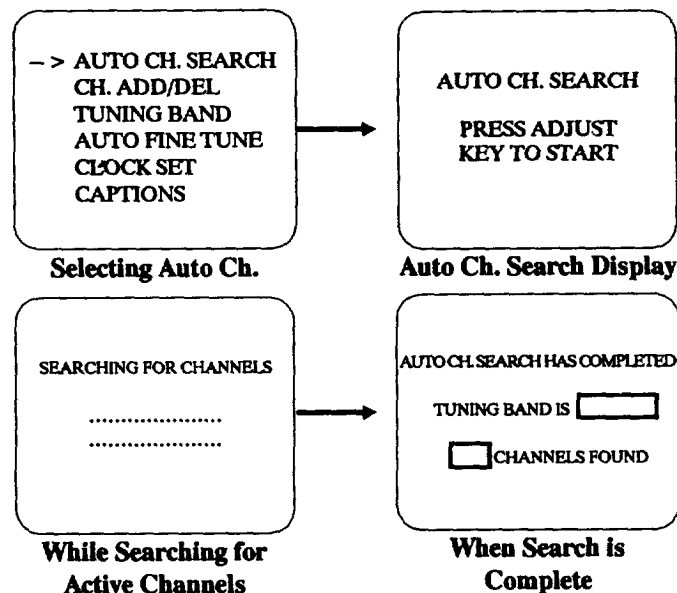 -> AUTO CH. SEARCH
CH. ADD/DEL
TUNING BAND
AUTO FINE TUNE
CLOCK SET
CAPTIONS
Selecting Auto Ch.
AUTO CH. SEARCH
PRESS ADJUST
KEY TO START
Auto Ch. Search Display
SEARCHING FOR CHANNELS
......................
......................
While Searching for
Active Channels
AUTO CH. SEARCH HAS COMPLETED
TUNING BAND IS
CHANNELS FOUND
When Search is
Complete